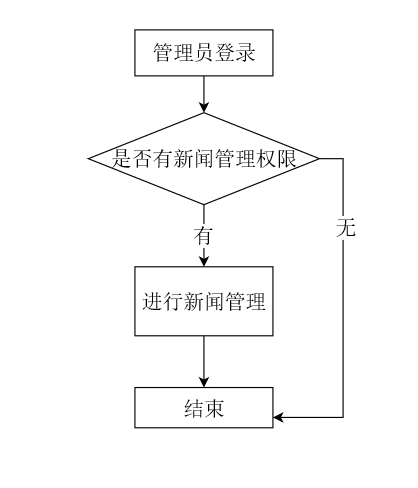 管理员登录
是否有新闻管理权限
有
无
进行新闻管理
结束